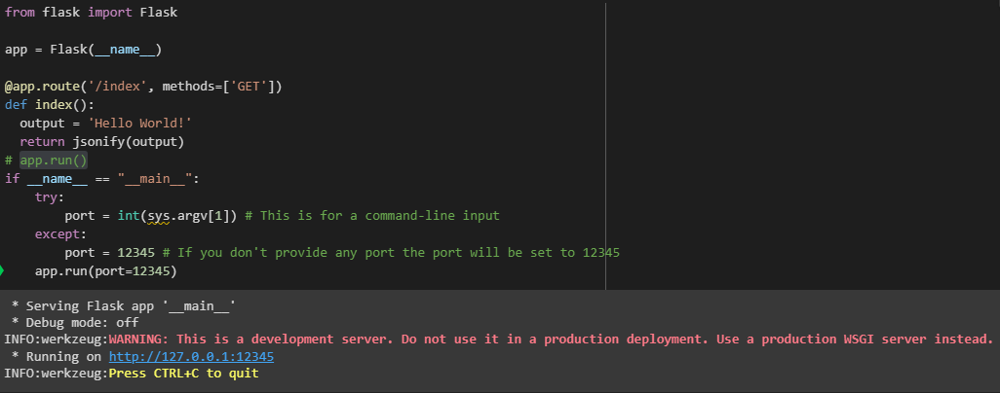 from flask import Flask
app = Flask(__name__)
@app.route('/index', methods=['GET'])
def index():
  output = 'Hello World!'
  return jsonify(output)
# app.run()
if __name__ == "__main__":
    try:
        port = int(sys.argv[1]) # This is for a command-line input
    except:
        port = 12345 # If you don't provide any port the port will be set to 12345
    app.run(port=12345)
 * Serving Flask app '__main__'
 * Debug mode: off
INFO:werkzeug:WARNING: This is a development server. Do not use it in a production deployment. Use a production WSGI server instead.
 * Running on http://127.0.0.1:12345
INFO:werkzeug:Press CTRL+C to quit